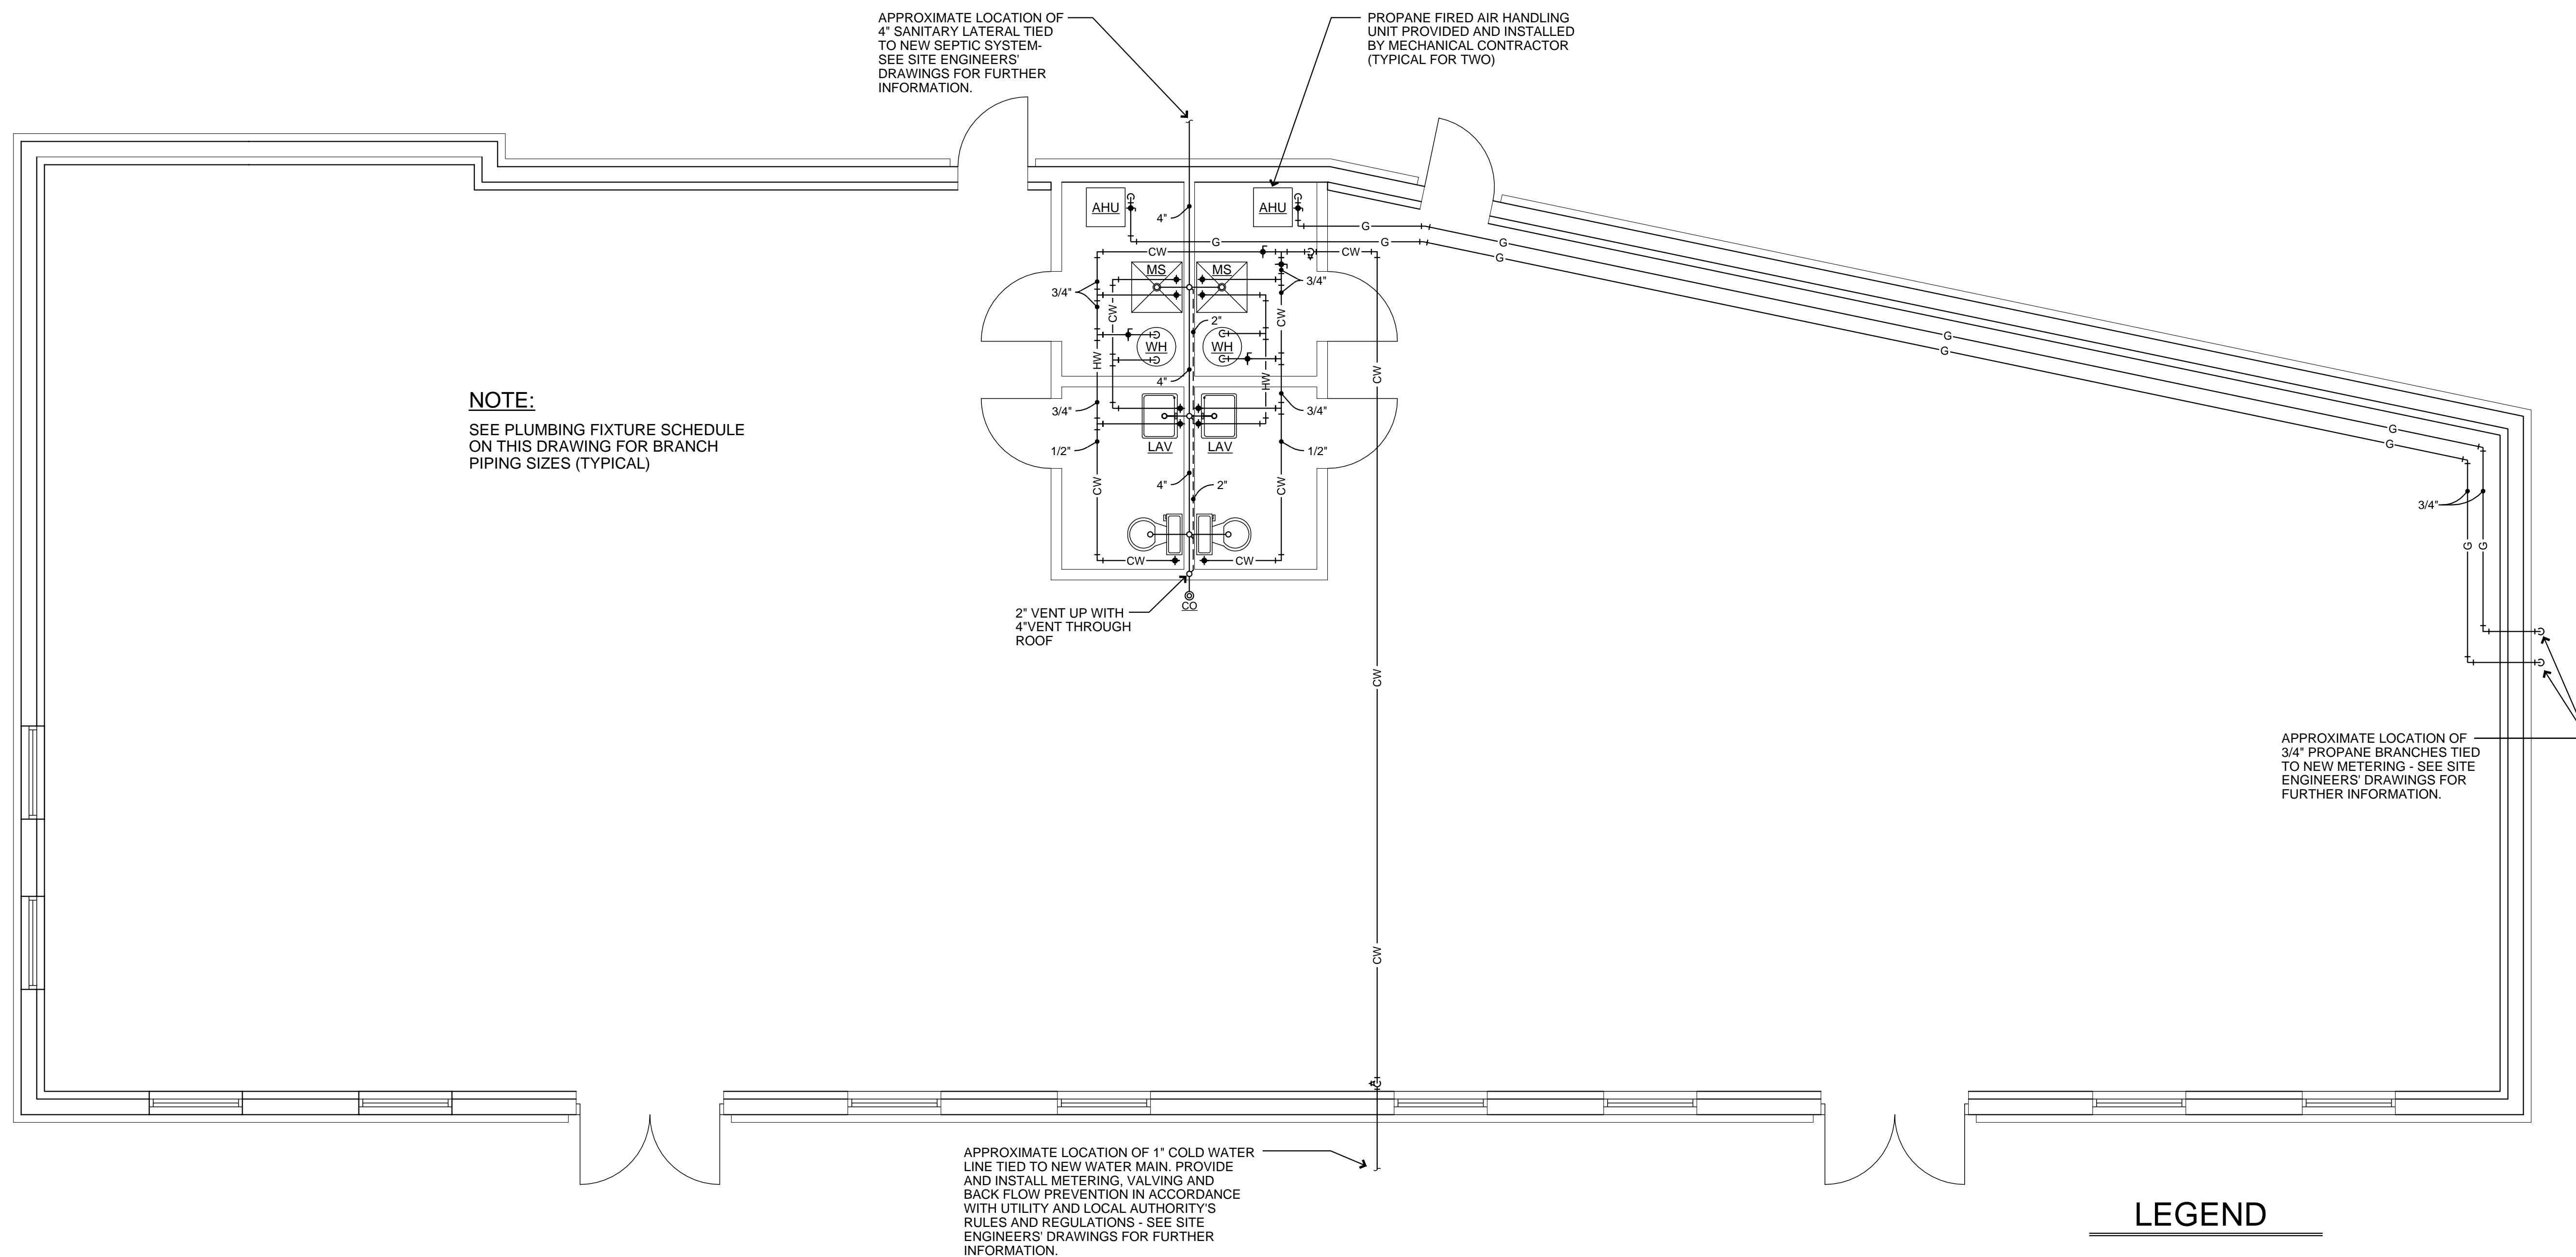 APPROXIMATE LOCATION OF
4" SANITARY LATERAL TIED
TO NEW SEPTIC SYSTEM-
SEE SITE ENGINEERS'
DRAWINGS FOR FURTHER
INFORMATION.
PROPANE FIRED AIR HANDLING
UNIT PROVIDED AND INSTALLED
BY MECHANICAL CONTRACTOR
(TYPICAL FOR TWO)
AHU
4"
AHU
G
G
G
G
G
CW
CW
MS
MS
3/4"
3/4"
CW
CW
2"
WH
WH
HW
HW
4"
CW
G
G
3/4"
3/4"
LAV
LAV
1/2"
1/2"
G
G
4"
2"
CW
CW
3/4"
G
G
CW
CW
CO
NOTE:
SEE PLUMBING FIXTURE SCHEDULE
ON THIS DRAWING FOR BRANCH
PIPING SIZES (TYPICAL)
2" VENT UP WITH
4"VENT THROUGH
ROOF
CW
CW
APPROXIMATE LOCATION OF
3/4" PROPANE BRANCHES TIED
TO NEW METERING - SEE SITE
ENGINEERS' DRAWINGS FOR
FURTHER INFORMATION.
APPROXIMATE LOCATION OF 1" COLD WATER
LINE TIED TO NEW WATER MAIN. PROVIDE
AND INSTALL METERING, VALVING AND
BACK FLOW PREVENTION IN ACCORDANCE
WITH UTILITY AND LOCAL AUTHORITY'S
RULES AND REGULATIONS - SEE SITE
ENGINEERS' DRAWINGS FOR FURTHER
INFORMATION.
LEGEND